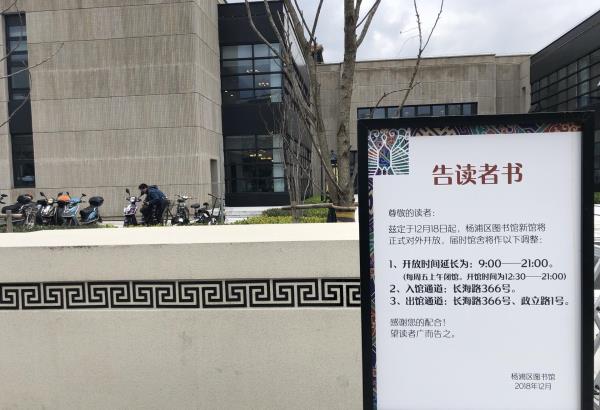 告读者书
尊敬的读者：
兹定于12月18日起，杨浦区图书馆新馆将
正式对外开放，届时馆舍将作以下调整：
1、开放时间延长为：9:00——21:00。
（每周五上午闭馆，开馆时间为12:30——21:00）
2、入馆通道：长海路366号。
3、出馆通道：长海路366号、政立路1号。
感谢您的配合！
望读者广而告之。
杨浦区图书馆
2018年12月